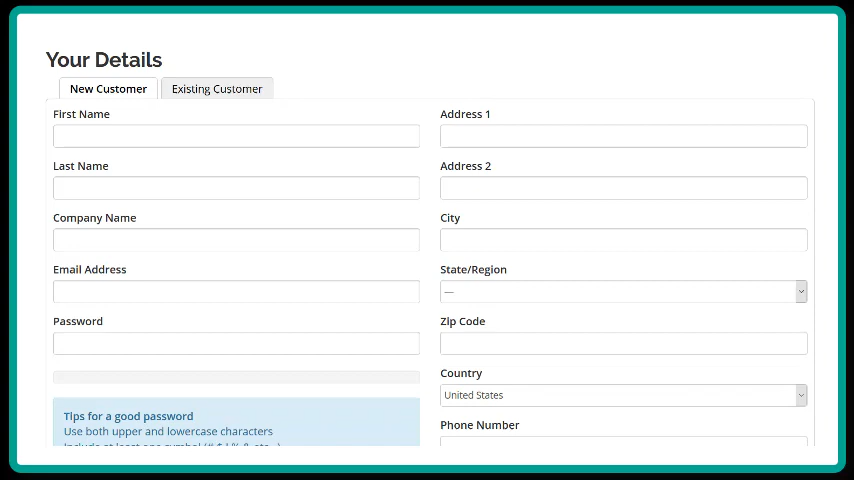 Your Details
New Customer
Existing Customer
First Name
Last Name
Company Name
Email Address
Password
Tips for a good password
Use both upper and lowercase characters
Address 1
Address 2
City
State/Region
—
Zip Code
Country
United States
Phone Number